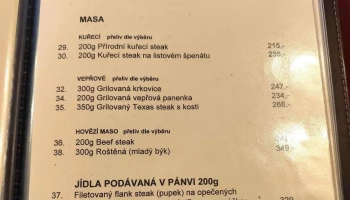 MASA
KUŘECÍ přeliv dle výběru
29. 200g Přírodní kuřecí steak 215,-
30. 200g Kuřecí steak na listovém špenátu 235,-
VEPŘOVÉ přeliv dle výběru
32. 300g Grilovaná krkovice 247,-
34. 200g Grilovaná vepřová panenka 234,-
35. 350g Grilovaný Texas steak s kostí 268,-
HOVĚZÍ MASO přeliv dle výběru
36. 200g Beef steak
38. 300g Roštěná (mladý býk) 349,-
JÍDLA PODÁVANÁ V PÁNVI 200g
37. Filetovaný flank steak (pupek) na opečených